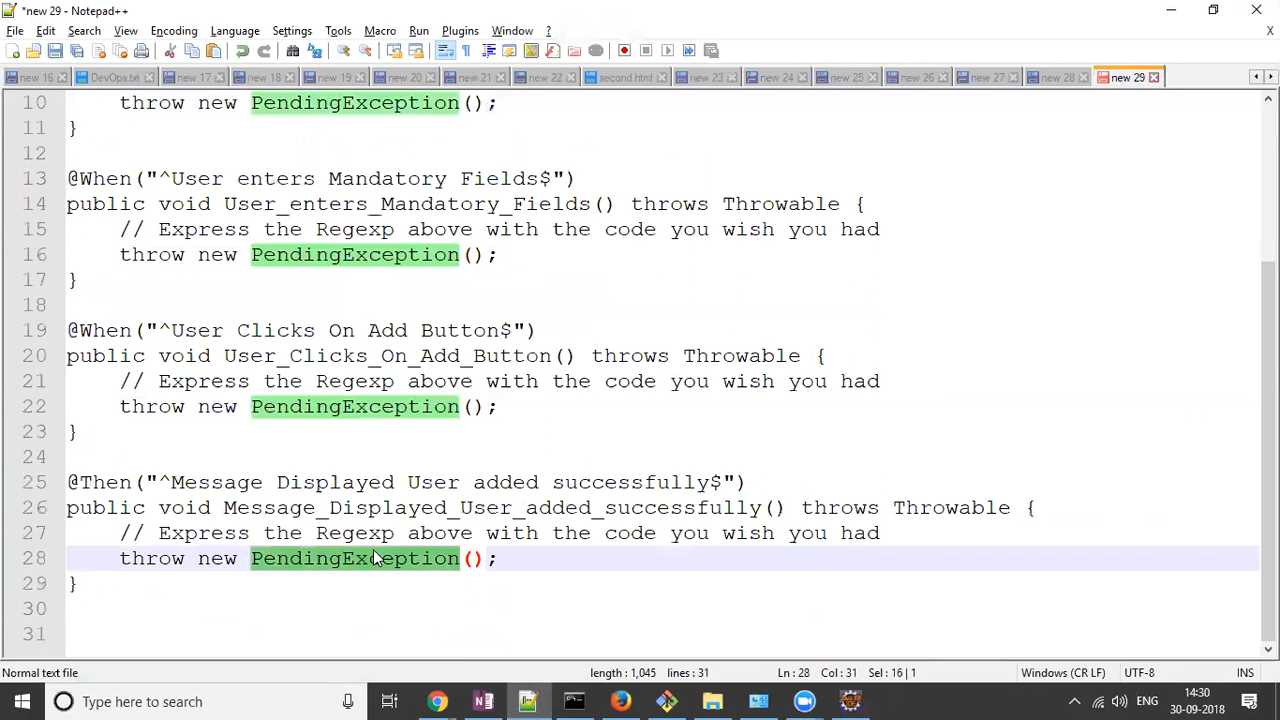 *new 29 - Notepad++
File Edit Search View Encoding Language Settings Tools Macro Run Plugins Window ?
X
new 16 DevOps.txt new 17 new 18 new 19 new 20 new 21 new 22 second.html new 23 new 24 new 25 new 26 new 27 new 28 new 29
10 throw new PendingException();
11 }
12
13 @When("^User enters Mandatory Fields$")
14 public void User_enters_Mandatory_Fields() throws Throwable {
15 // Express the Regexp above with the code you wish you had
16 throw new PendingException();
17 }
18
19 @When("^User Clicks On Add Button$")
20 public void User_Clicks_On_Add_Button() throws Throwable {
21 // Express the Regexp above with the code you wish you had
22 throw new PendingException();
23 }
24
25 @Then("^Message Displayed User added successfully$")
26 public void Message_Displayed_User_added_successfully() throws Throwable {
27 // Express the Regexp above with the code you wish you had
28 throw new PendingException();
29 }
30
31
Normal text file length : 1,045 lines : 31 Ln : 28 Col : 31 Sel : 16 | 1 Windows (CR LF) UTF-8 INS
Type here to search ENG 14:30
30-09-2018